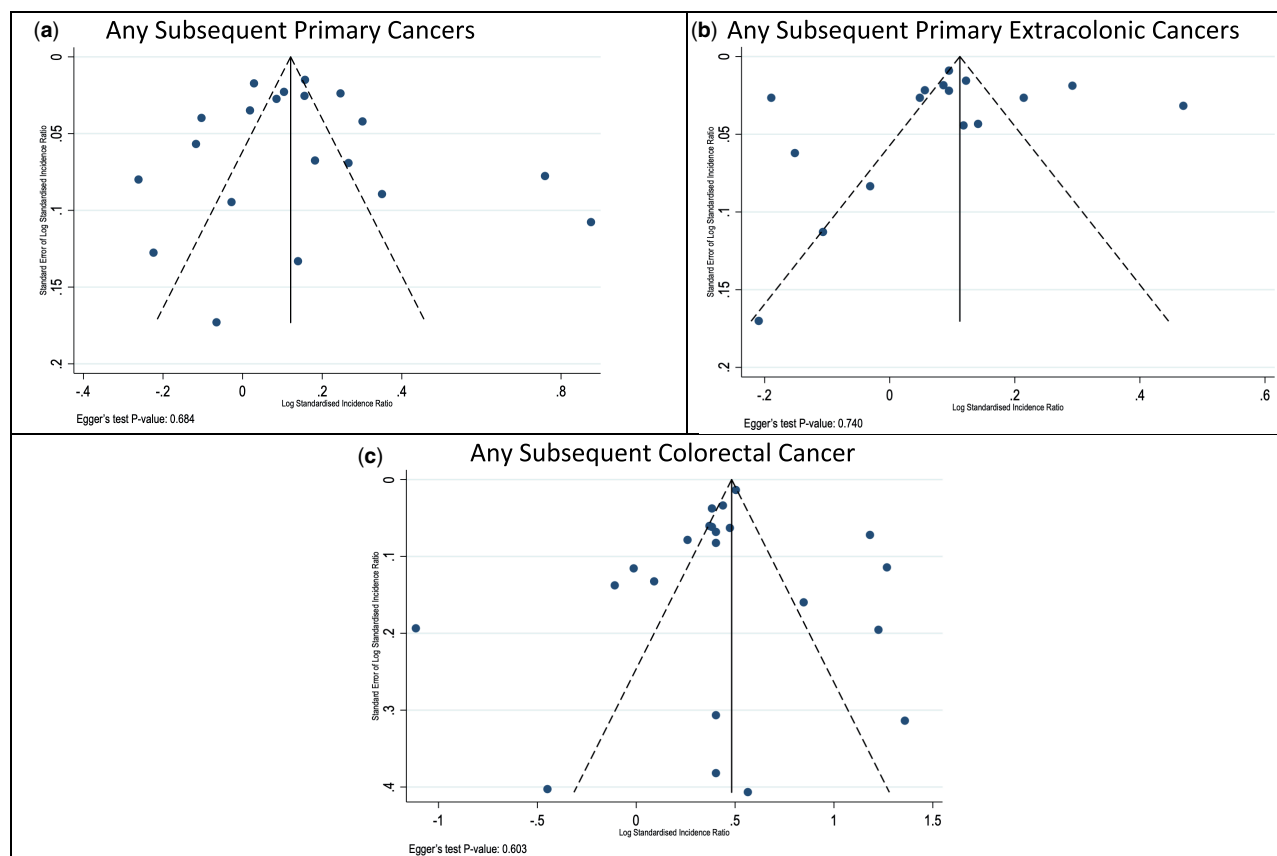 (a) Any Subsequent Primary Cancers
Standard Error of Log Standardised Incidence Ratio
0
.05
.1
.15
.2
-.4 -.2 0 .2 .4 .8
Log Standardised Incidence Ratio
Egger's test P-value: 0.684
(b) Any Subsequent Primary Extracolonic Cancers
Standard Error of Log Standardised Incidence Ratio
0
.05
.1
.15
.2
-.2 0 .2 .4 .6
Log Standardised Incidence Ratio
Egger's test P-value: 0.740
(c) Any Subsequent Colorectal Cancer
Standard Error of Log Standardised Incidence Ratio
0
.1
.2
.3
.4
-1 -.5 0 .5 1 1.5
Log Standardised Incidence Ratio
Egger's test P-value: 0.603